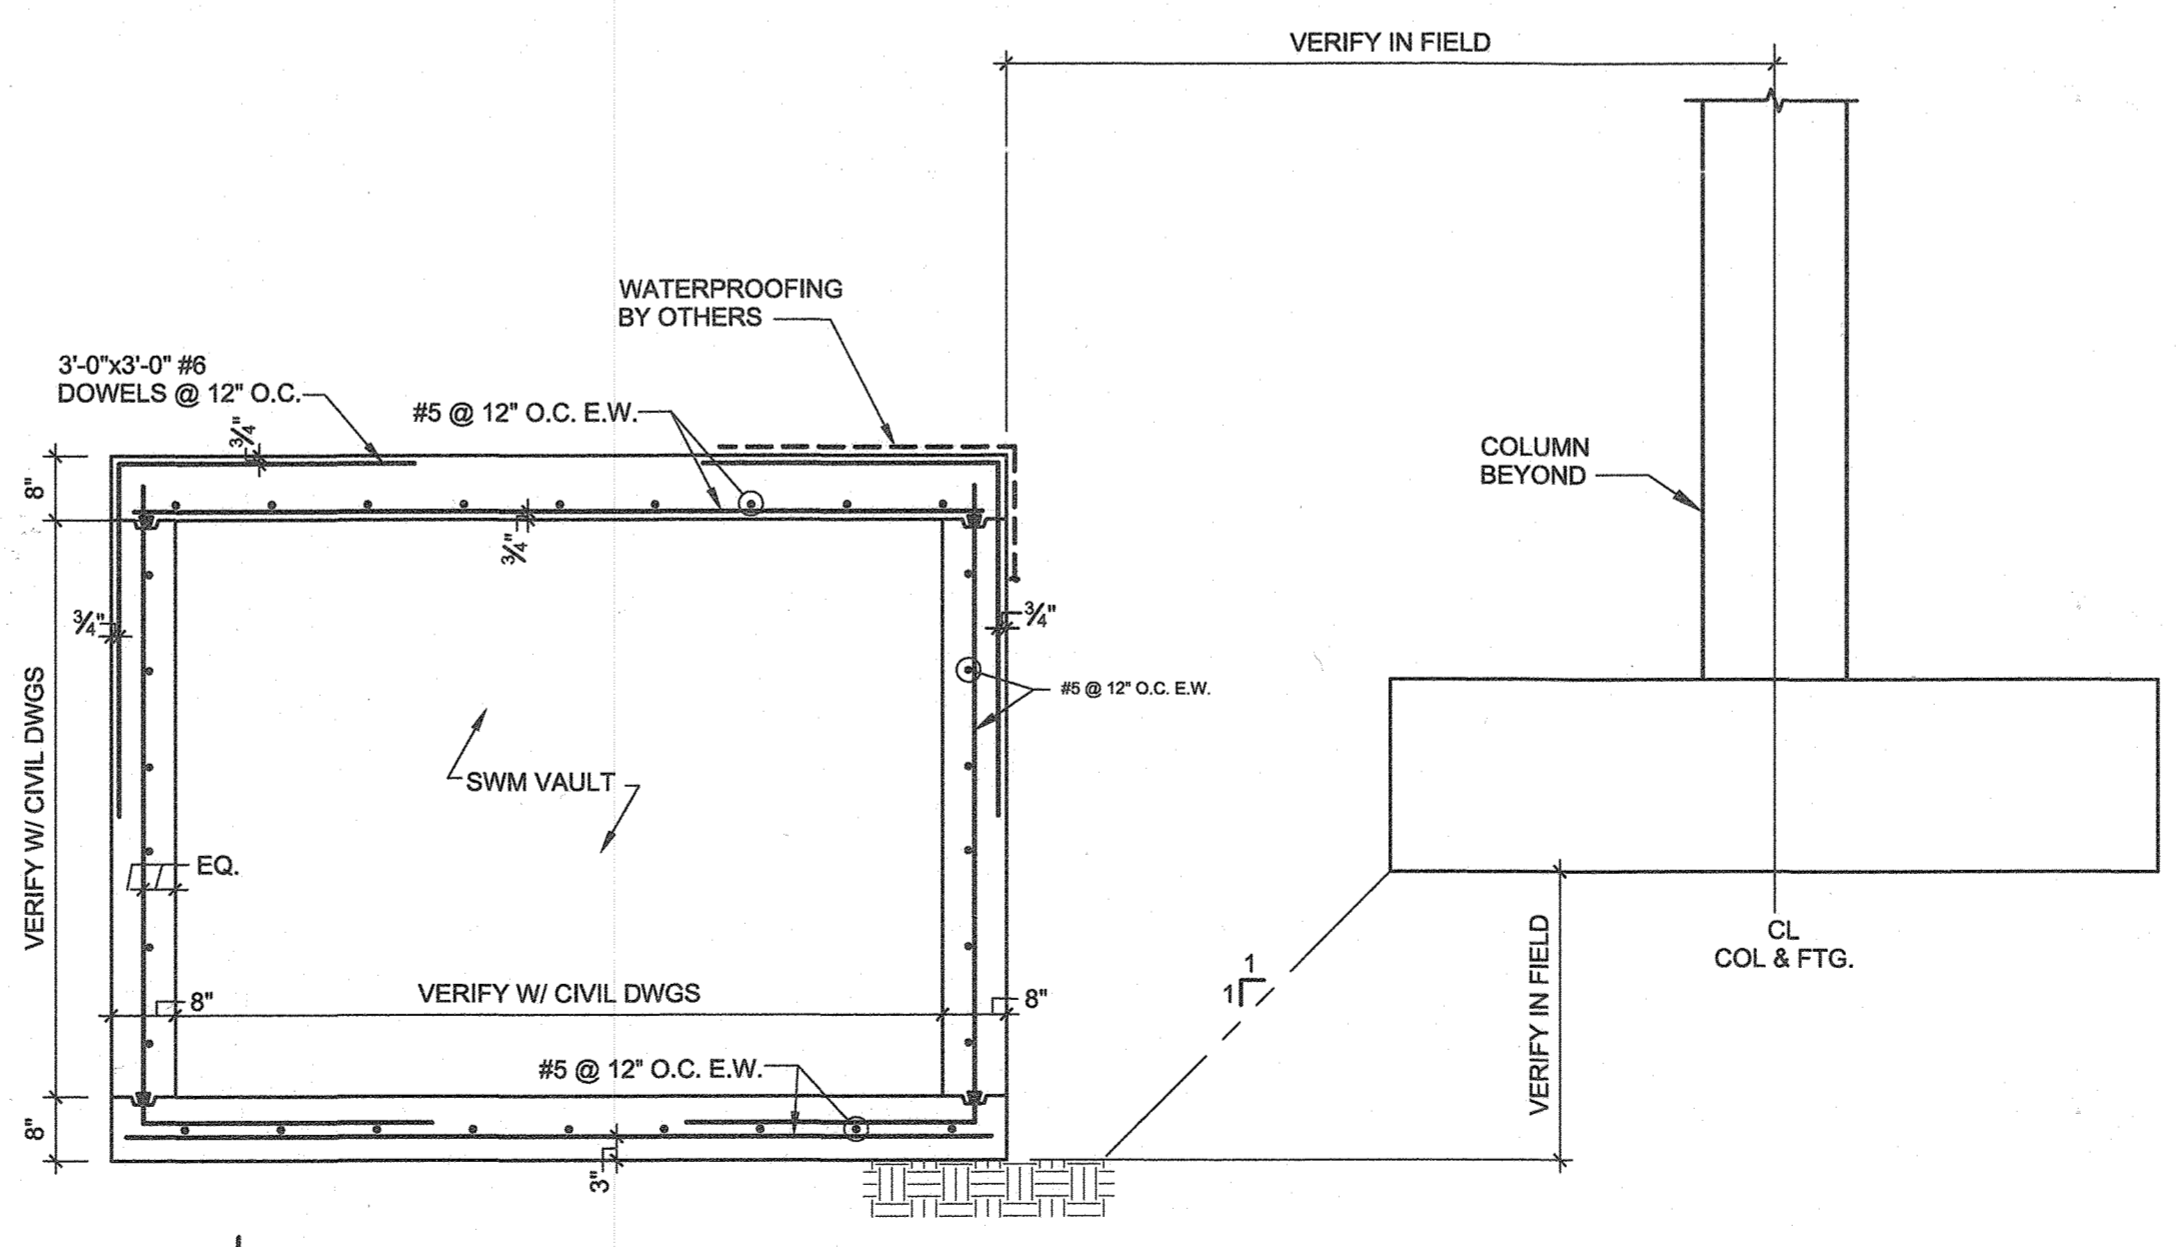 VERIFY IN FIELD
WATERPROOFING
BY OTHERS
3'-0"x3'-0" #6
DOWELS @ 12" O.C.
#5 @ 12" O.C. E.W.
3/4"
8"
3/4"
COLUMN
BEYOND
3/4"
3/4"
#5 @ 12" O.C. E.W.
VERIFY W/ CIVIL DWGS
SWM VAULT
EQ.
CL
COL & FTG.
VERIFY IN FIELD
1
1
8"
VERIFY W/ CIVIL DWGS
8"
#5 @ 12" O.C. E.W.
8"
3"